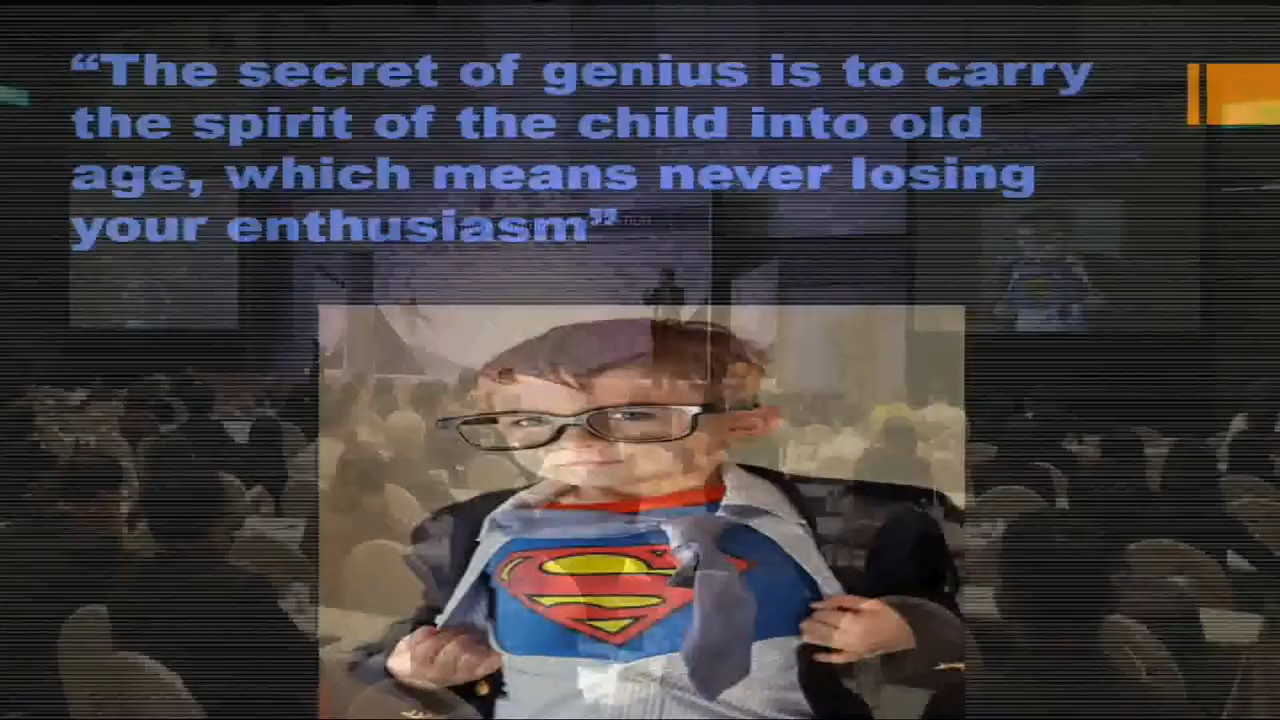 “The secret of genius is to carry
the spirit of the child into old
age, which means never losing
your enthusiasm”
S